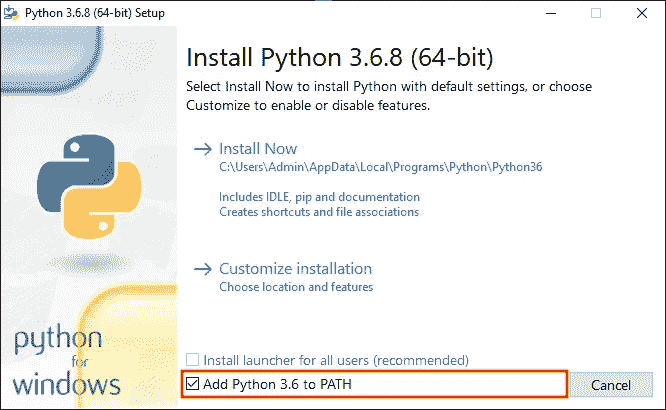 Python 3.6.8 (64-bit) Setup
Install Python 3.6.8 (64-bit)
Select Install Now to install Python with default settings, or choose
Customize to enable or disable features.
Install Now
C:\Users\Admin\AppData\Local\Programs\Python\Python36
Includes IDLE, pip and documentation
Creates shortcuts and file associations
Customize installation
Choose location and features
python
for
windows
Install launcher for all users (recommended)
Add Python 3.6 to PATH
Cancel